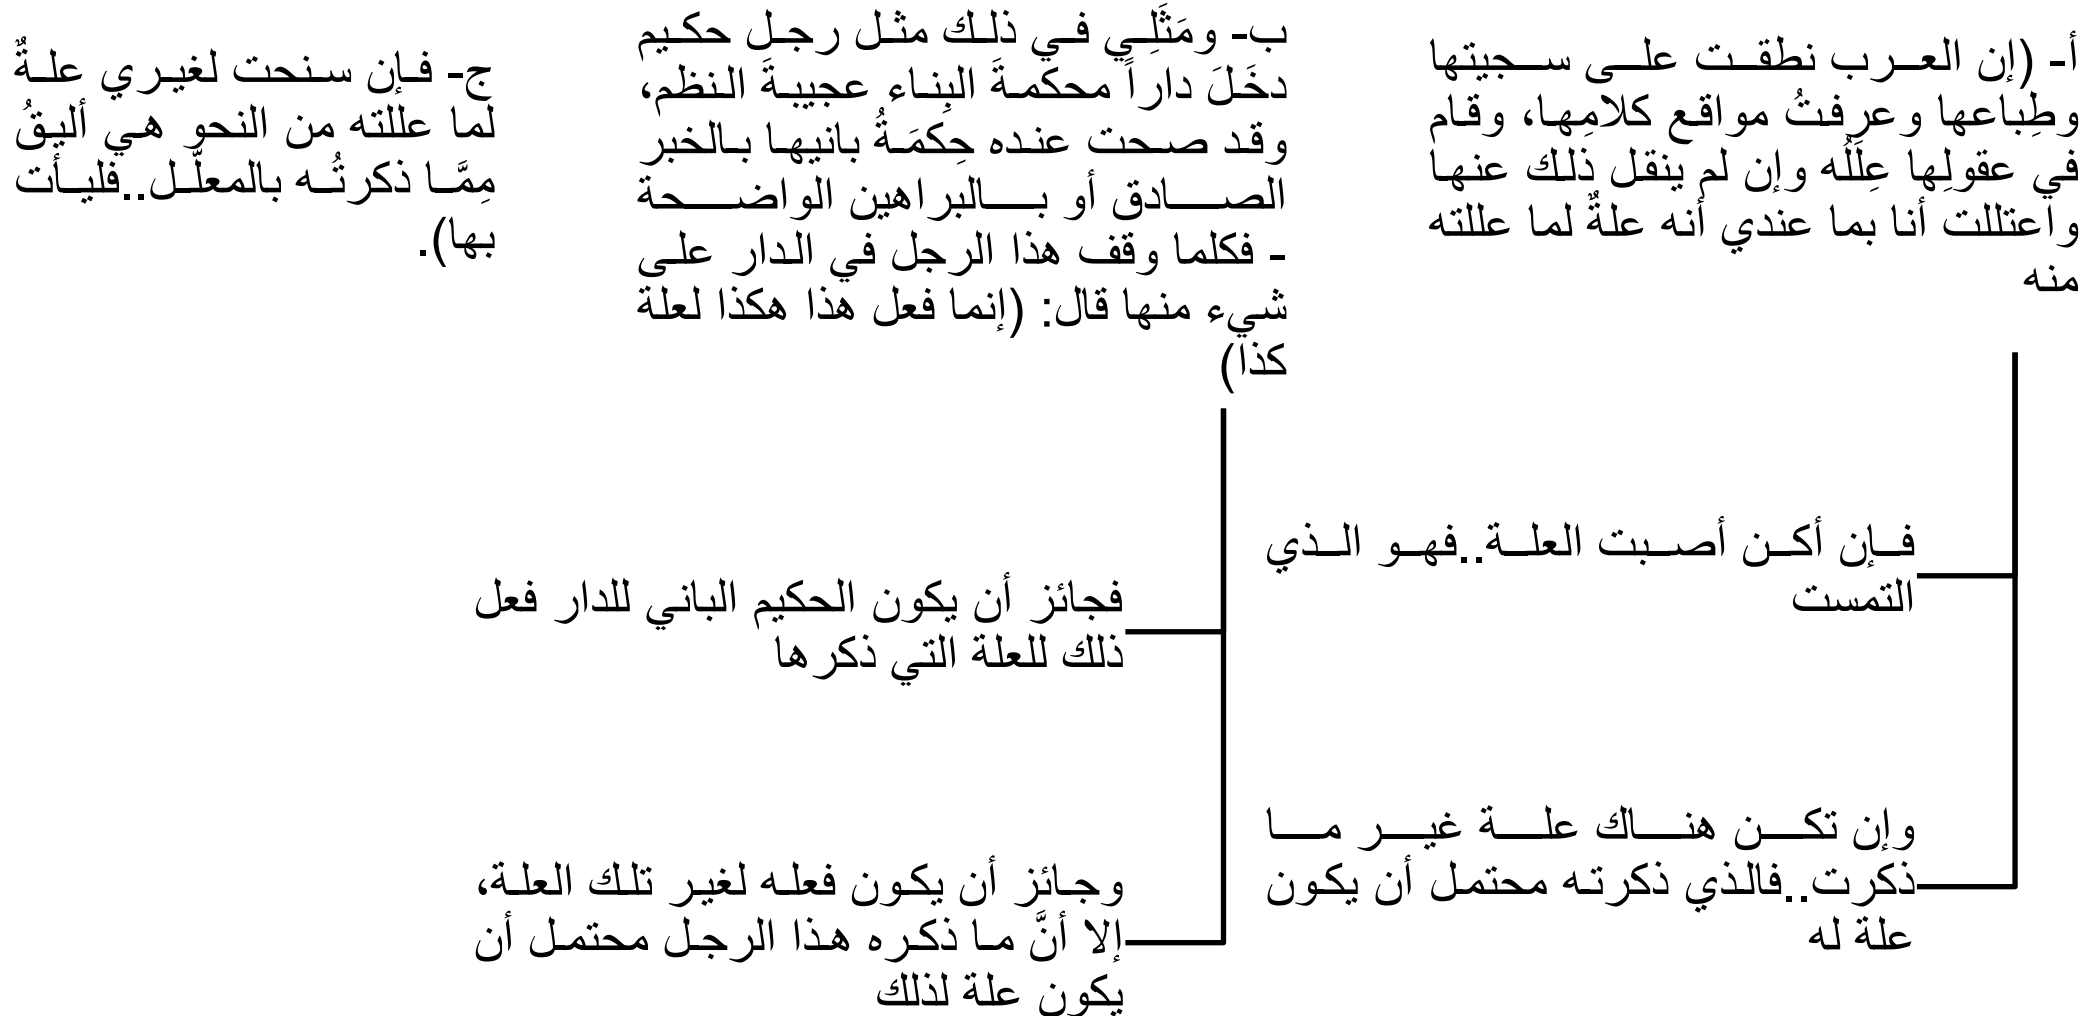 أ- (إن العرب نطقت على سجيتها
وطِباعها وعرفتُ مواقع كلامِها، وقام
في عقولِها عِلَلُه وإن لم ينقل ذلك عنها
واعتللت أنا بما عندي أنه علةٌ لما عللته
منه
فإن أكن أصبت العلة..فهو الذي
التمست
وإن تكن هناك علة غير ما
ذكرت..فالذي ذكرته محتمل أن يكون
علة له
ب- ومَثَلِي في ذلك مثل رجل حكيم
دخَلَ داراً محكمةَ البِناء عجيبةَ النظم،
وقد صحت عنده حِكمَةُ بانيها بالخبر
الصادق أو بالبراهين الواضحة
- فكلما وقف هذا الرجل في الدار على
شيء منها قال: (إنما فعل هذا هكذا لعلة
كذا)
فجائز أن يكون الحكيم الباني للدار فعل
ذلك للعلة التي ذكرها
وجائز أن يكون فعله لغير تلك العلة،
إلا أنَّ ما ذكره هذا الرجل محتمل أن
يكون علة لذلك
ج- فإن سنحت لغيري علةٌ
لما عللته من النحو هي أليقُ
مِمَّا ذكرتُه بالمعلَّل..فليأت
بها).